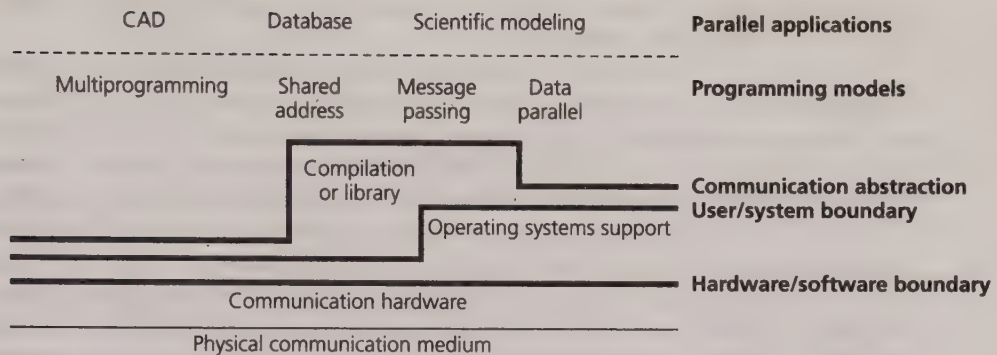 CAD Database Scientific modeling Parallel applications
Multiprogramming Shared address Message passing Data parallel Programming models
Compilation or library
Communication abstraction
User/system boundary
Operating systems support
Hardware/software boundary
Communication hardware
Physical communication medium